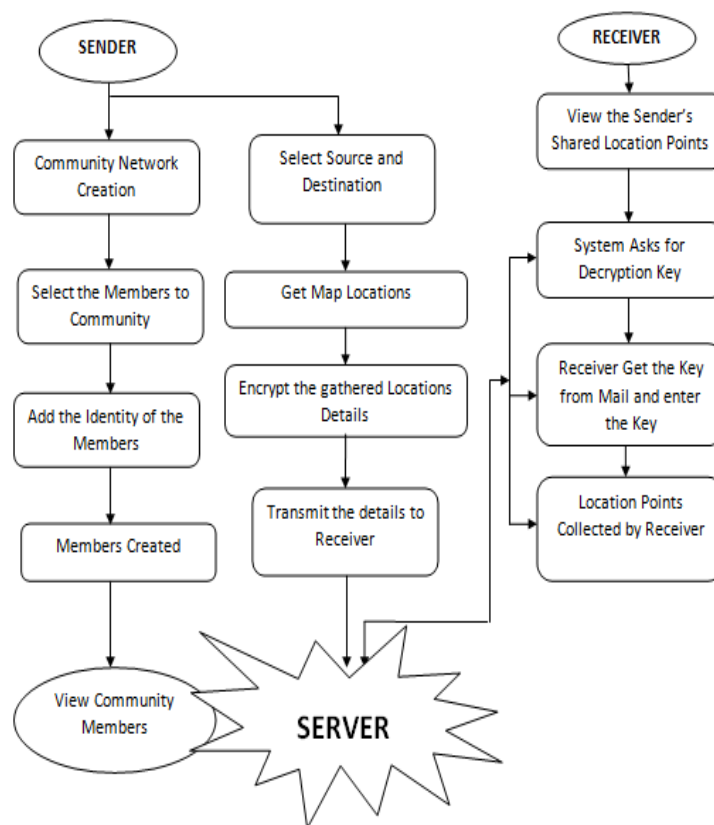 SENDER
Community Network
Creation
Select the Members to
Community
Add the Identity of the
Members
Members Created
View Community
Members
Select Source and
Destination
Get Map Locations
Encrypt the gathered Locations
Details
Transmit the details to
Receiver
SERVER
RECEIVER
View the Sender's
Shared Location Points
System Asks for
Decryption Key
Receiver Get the Key
from Mail and enter
the Key
Location Points
Collected by Receiver